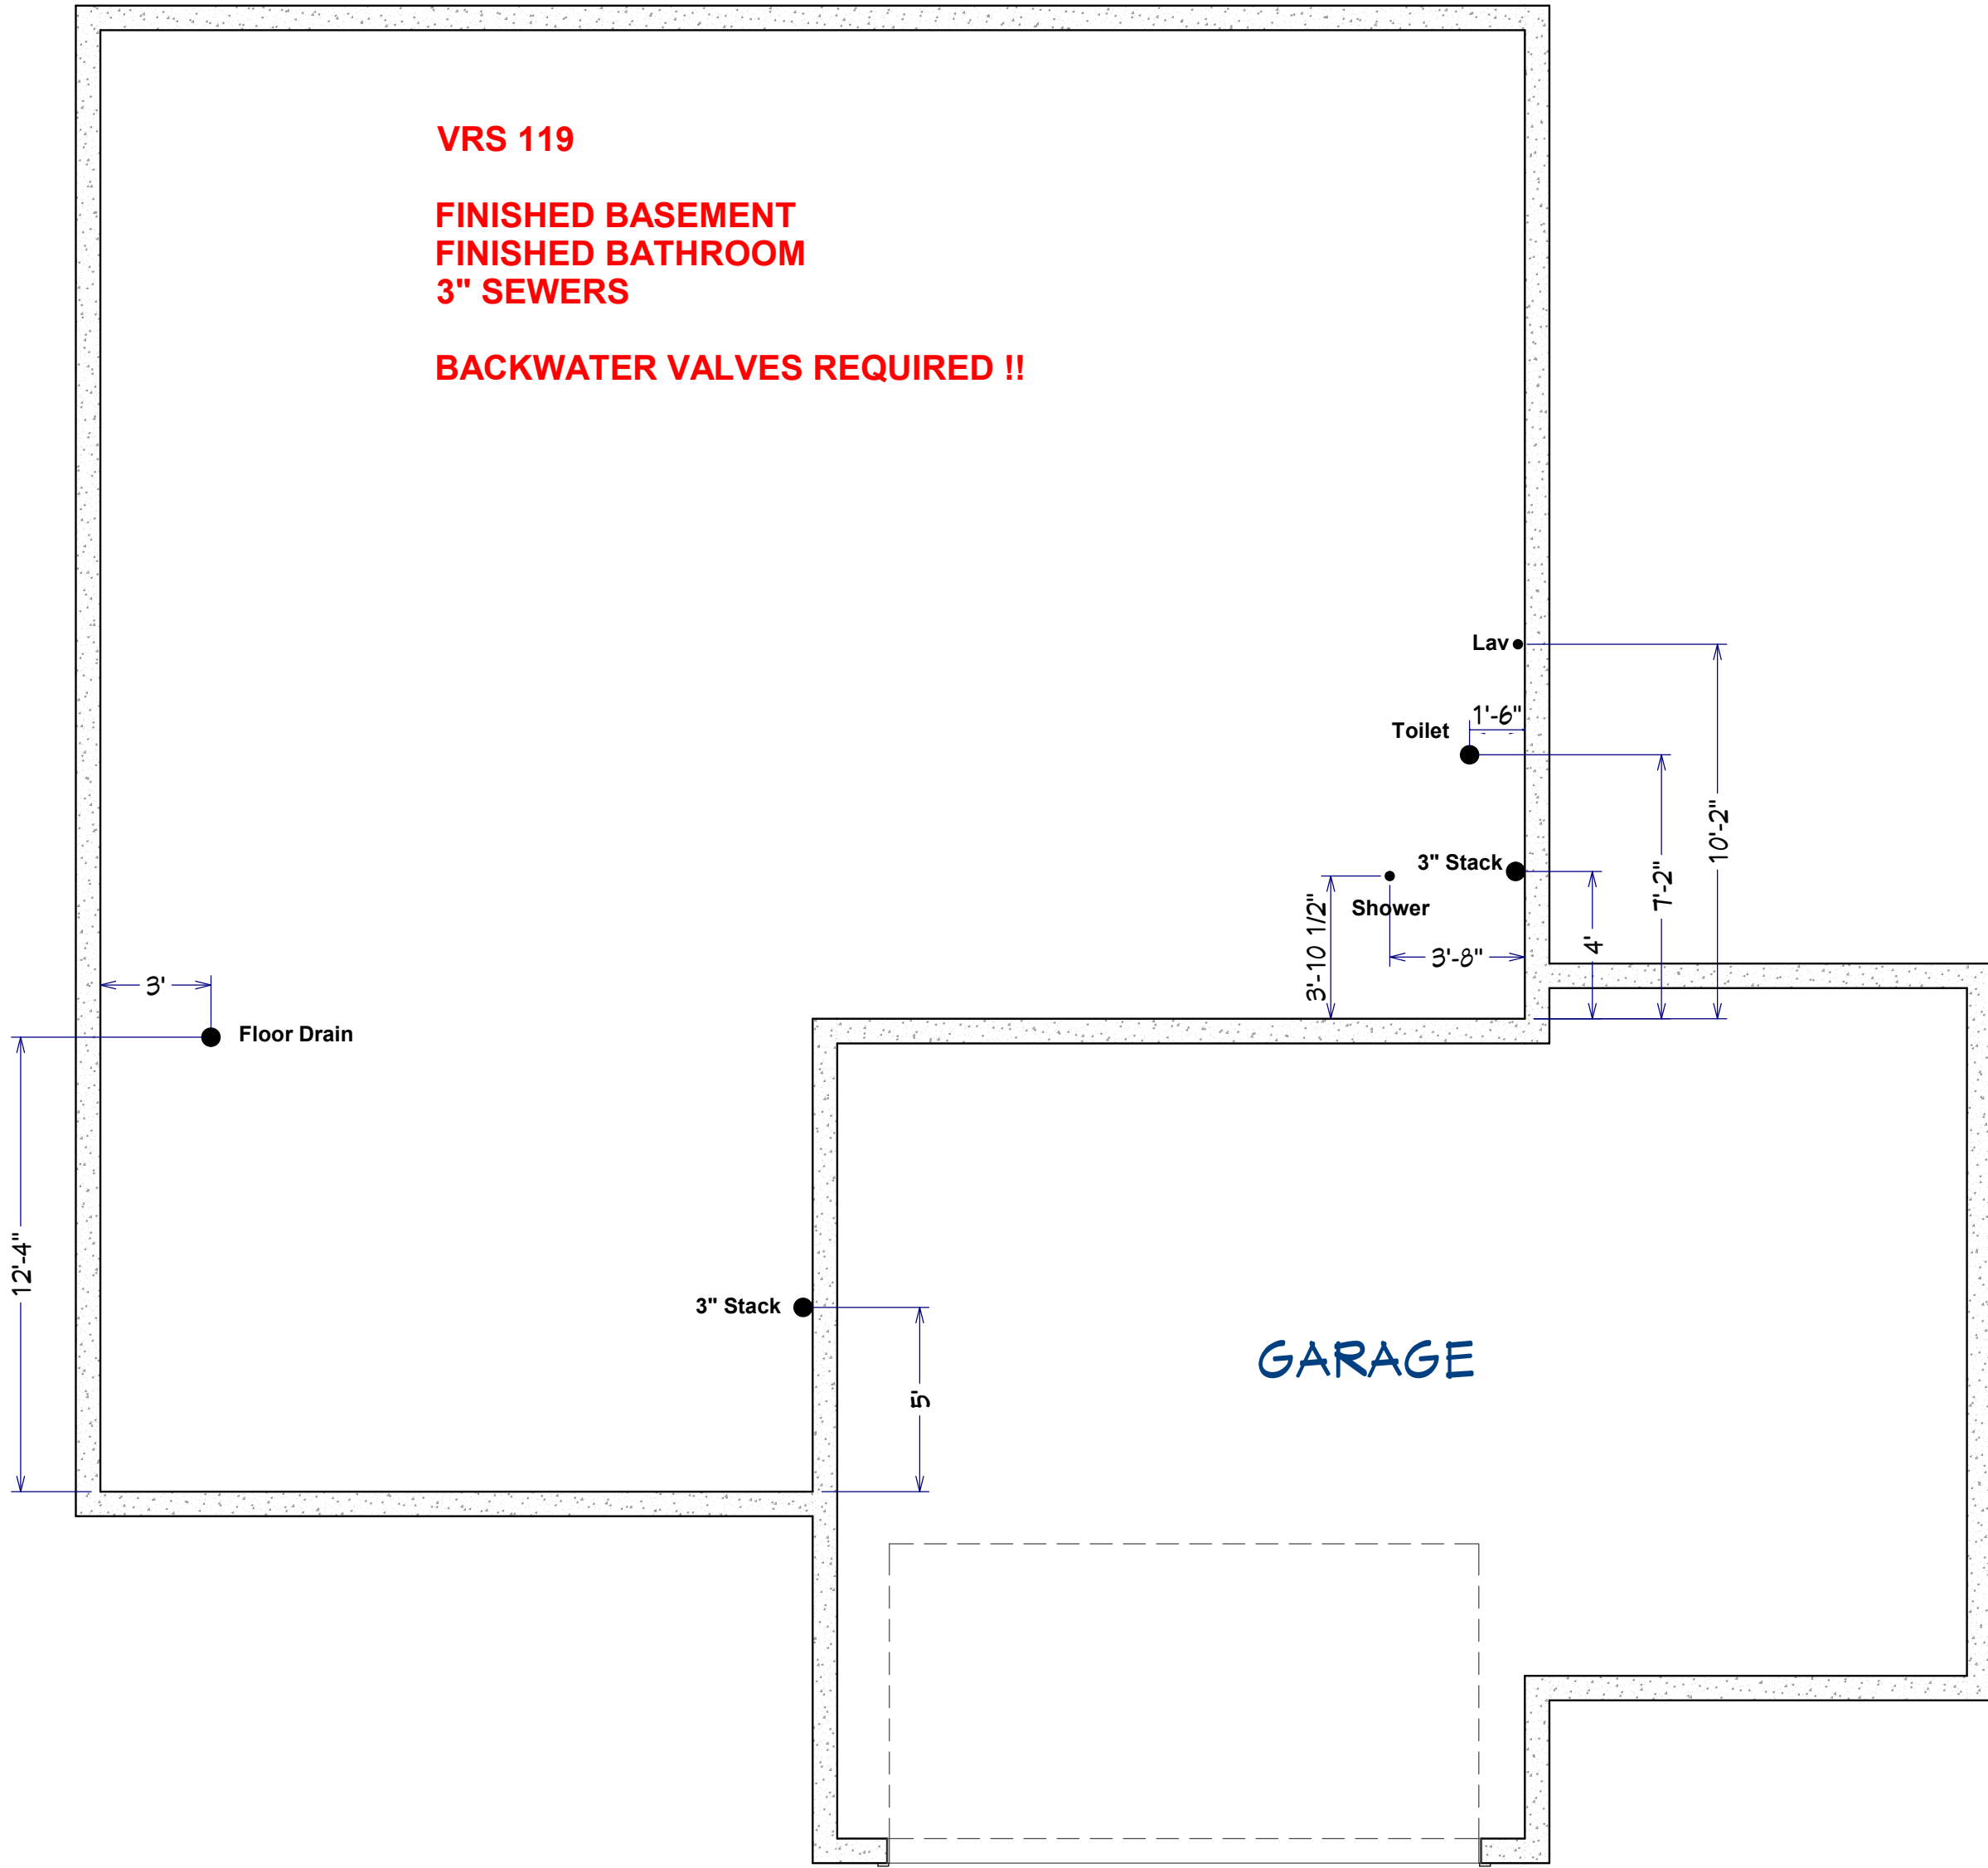 VRS 119
FINISHED BASEMENT
FINISHED BATHROOM
3" SEWERS
BACKWATER VALVES REQUIRED !!
Lav
1'-6"
Toilet
10'-2"
7'-2"
3" Stack
4'
Shower
3'-10 1/2"
3'-8"
3'
Floor Drain
12'-4"
3" Stack
5'
GARAGE